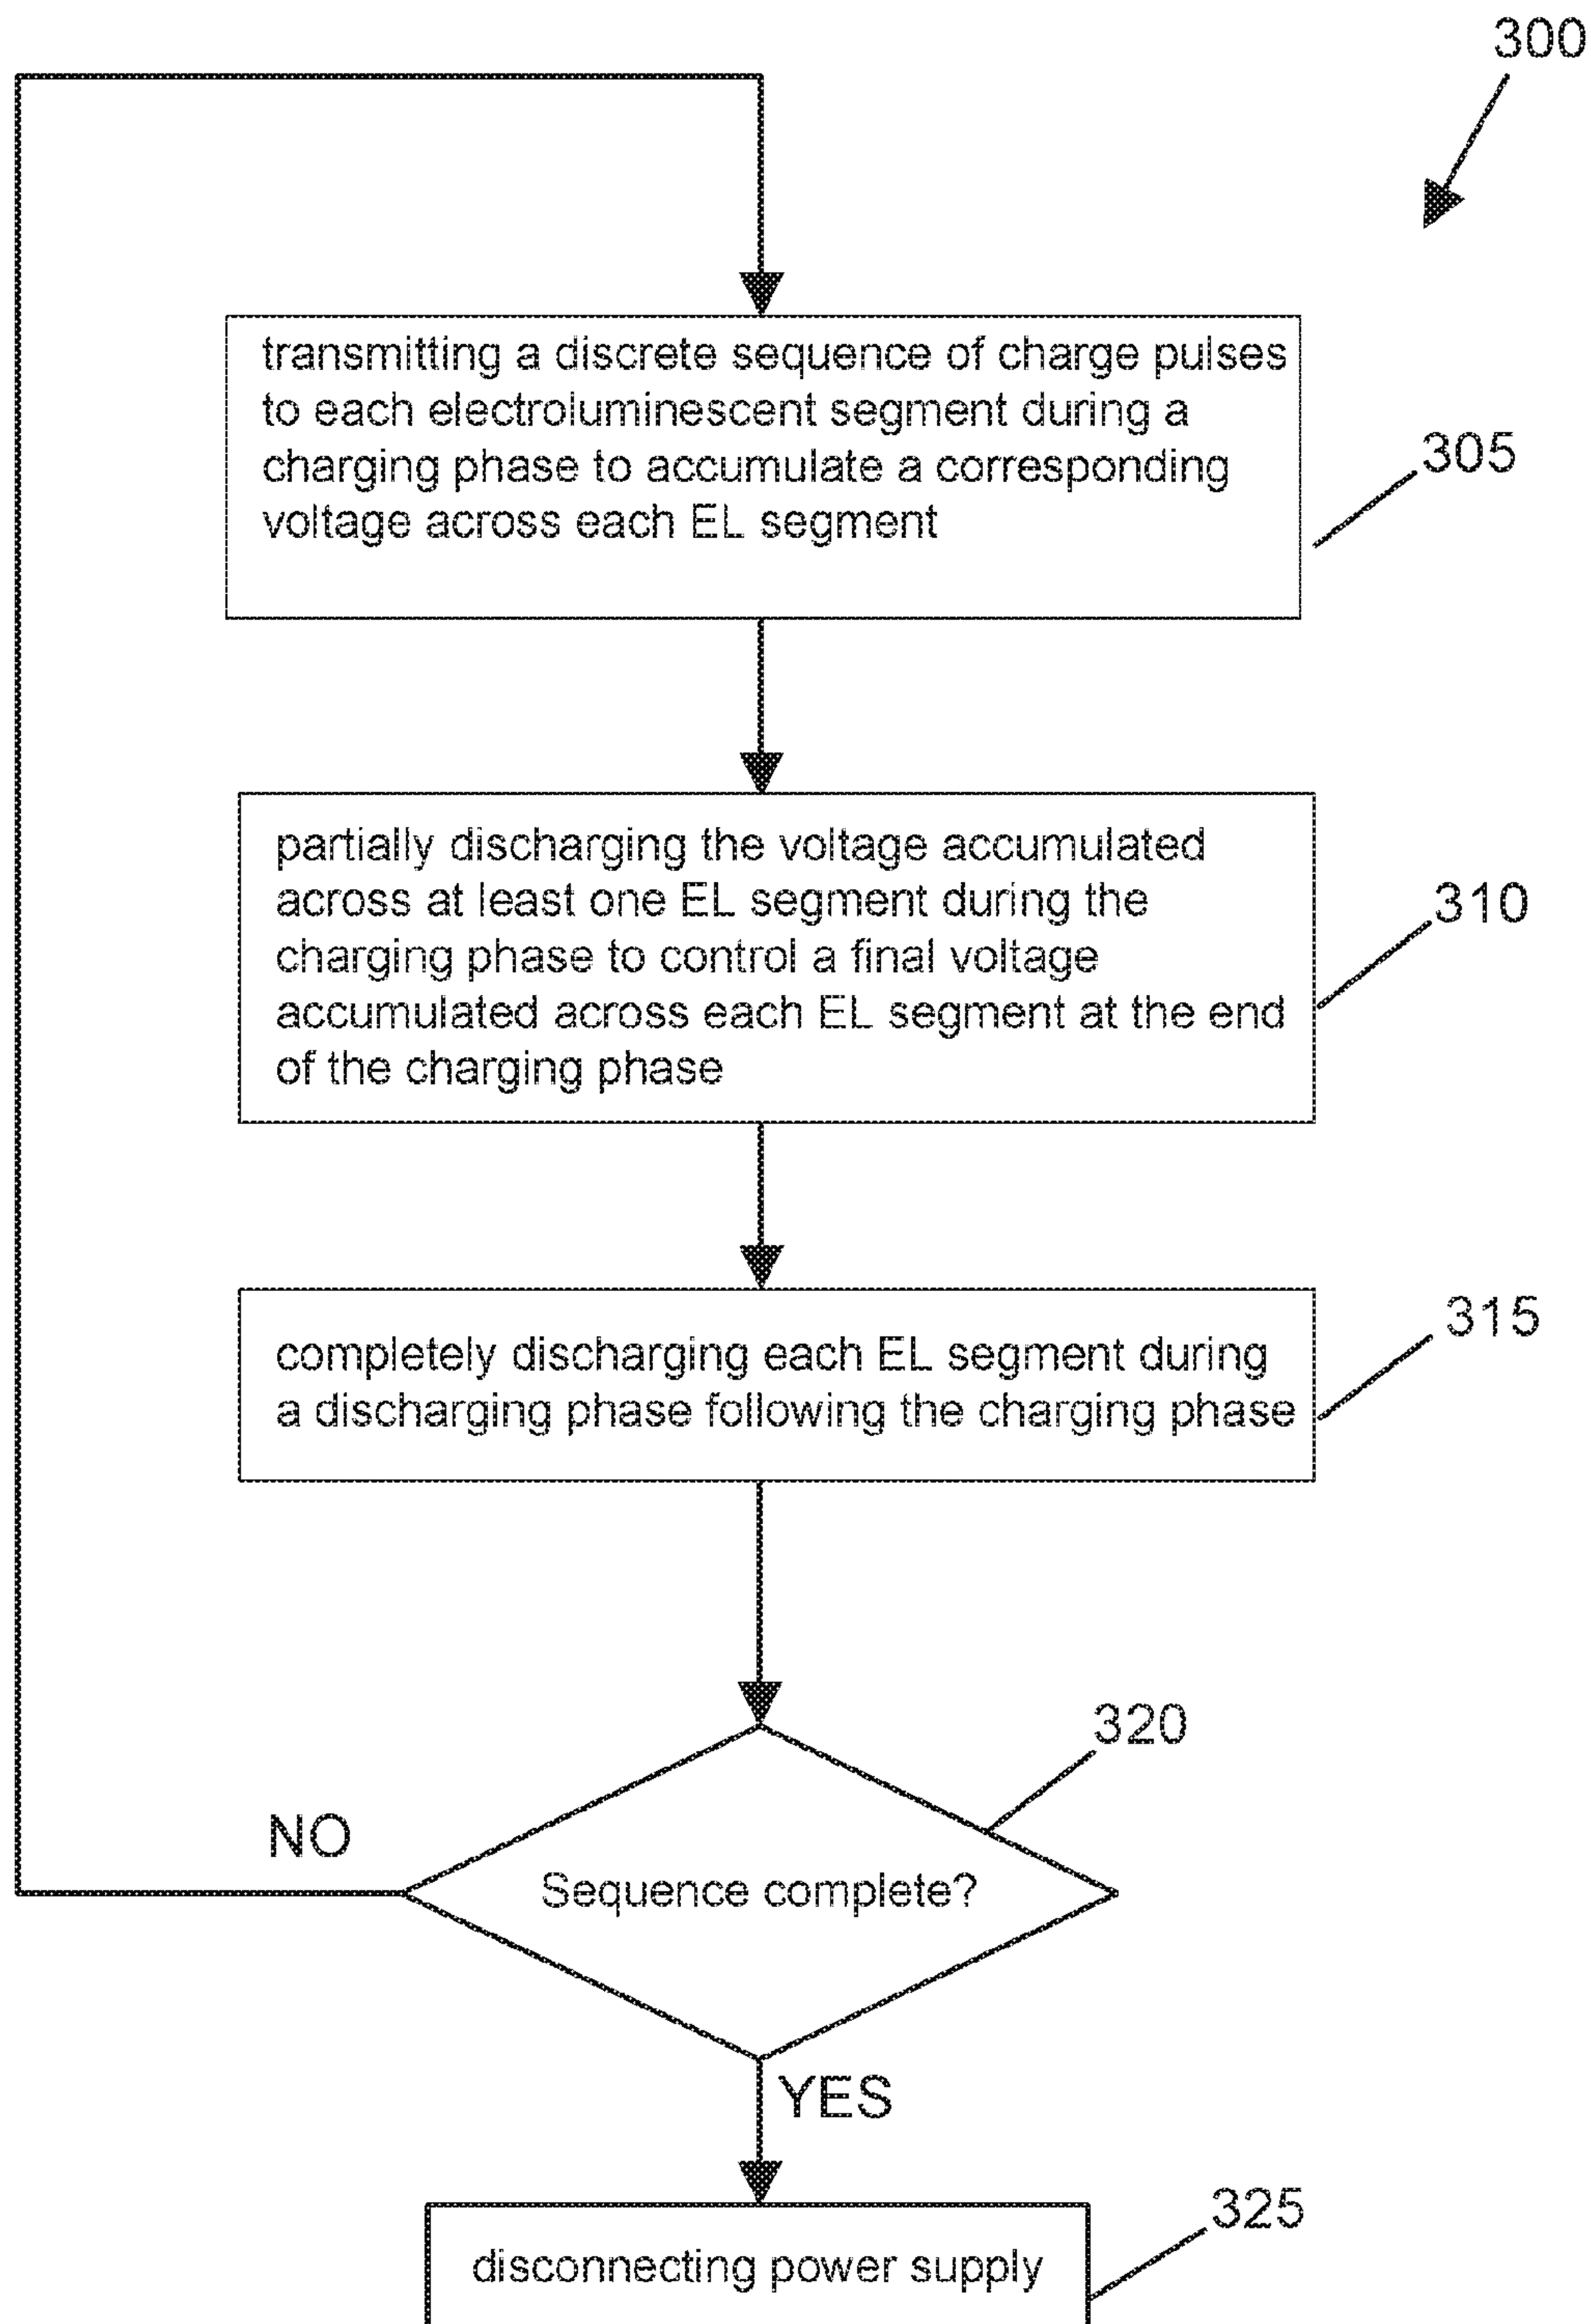 300
transmitting a discrete sequence of charge pulses
to each electroluminescent segment during a
charging phase to accumulate a corresponding
voltage across each EL segment
305
partially discharging the voltage accumulated
across at least one EL segment during the
charging phase to control a final voltage
accumulated across each EL segment at the end
of the charging phase
310
completely discharging each EL segment during
a discharging phase following the charging phase
315
320
NO
Sequence complete?
YES
325
disconnecting power supply